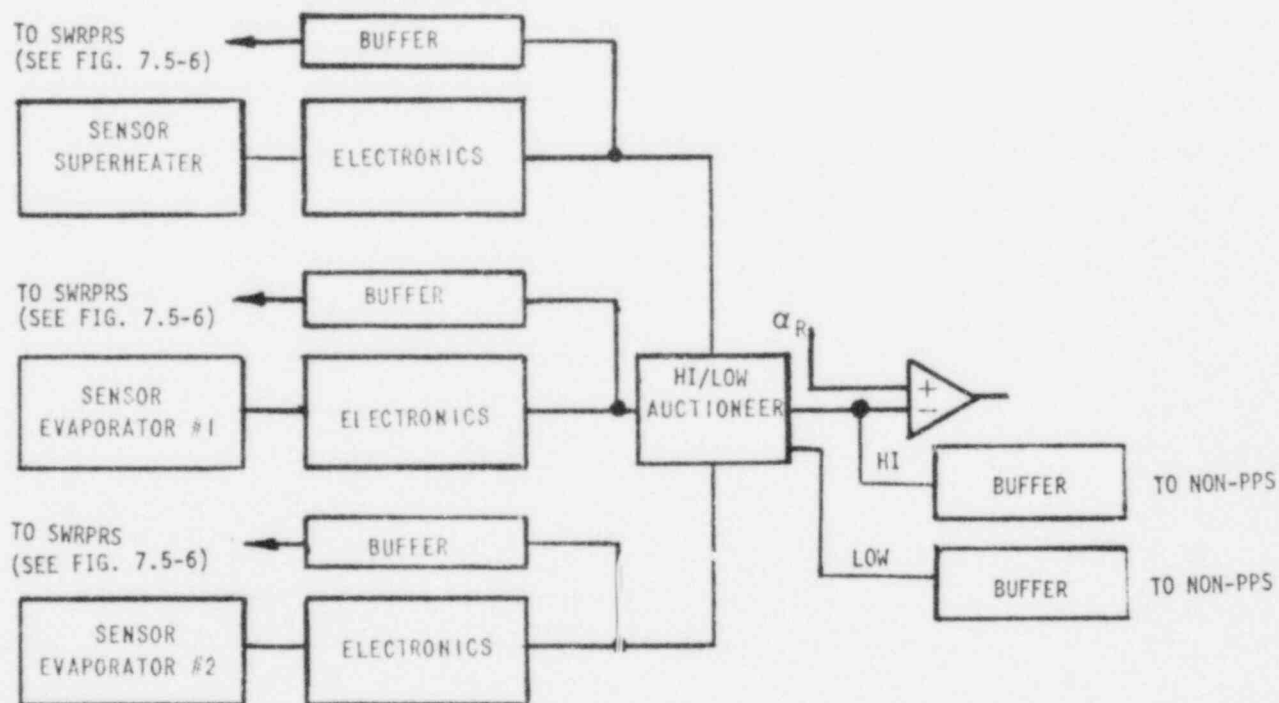 TO SWRPRS
(SEE FIG. 7.5-6)
BUFFER
SENSOR
SUPERHEATER
ELECTRONICS
TO SWRPRS
(SEE FIG. 7.5-6)
BUFFER
SENSOR
EVAPORATOR #1
ELECTRONICS
HI/LOW
AUCTIONEER
αR
+
−
HI
BUFFER
TO NON-PPS
LOW
BUFFER
TO NON-PPS
TO SWRPRS
(SEE FIG. 7.5-6)
BUFFER
SENSOR
EVAPORATOR #2
ELECTRONICS